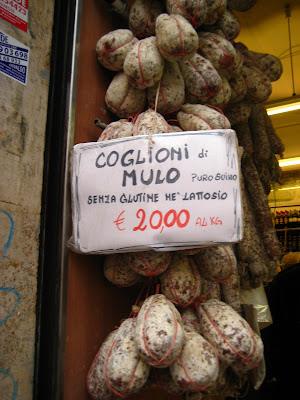 COGLIONI di
MULO PURO SUINO
SENZA GLUTINE NE' LATTOSIO
€ 20,00 AL KG